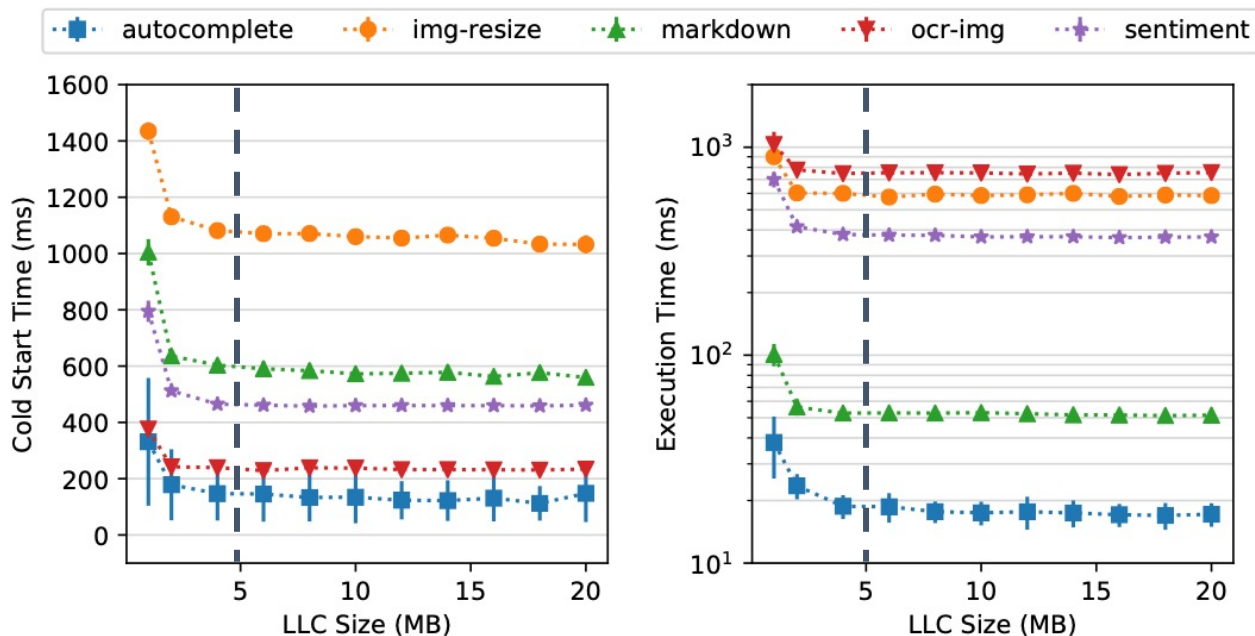 autocomplete img-resize markdown ocr-img sentiment
Cold Start Time (ms)
1600
1400
1200
1000
800
600
400
200
0
5 10 15 20
LLC Size (MB)
Execution Time (ms)
10³
10²
10¹
5 10 15 20
LLC Size (MB)